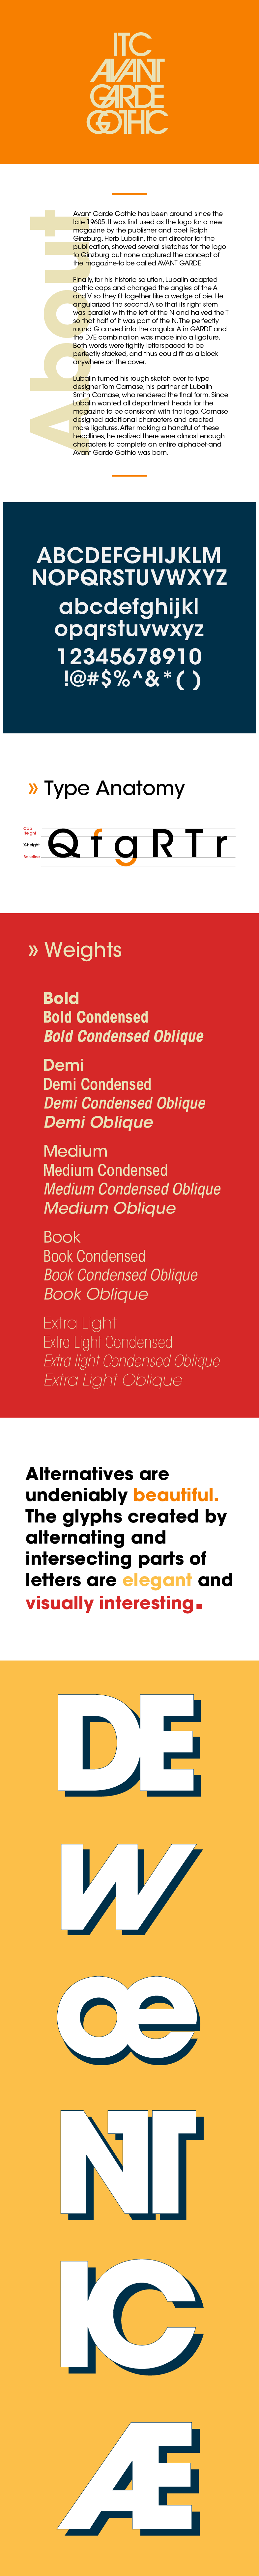 ITC
AVANT
GARDE
GOTHIC
About
Avant Garde Gothic has been around since the
late 1960S. It was first used as the logo for a new
magazine by the publisher and poet Ralph
Ginzburg. Herb Lubalin, the art director for the
publication, showed several sketches for the logo
to Ginzburg but none captured the concept of
the magazine-to be called AVANT GARDE.
Finally, for his historic solution, Lubalin adapted
gothic caps and changed the angles of the A
and V so they fit together like a wedge of pie. He
angularized the second A so that its right stem
was parallel with the left of the N and halved the T
so that half of it was part of the N. The perfectly
round G carved into the angular A in GARDE and
the D/E combination was made into a ligature.
Both words were tightly letterspaced to be
perfectly stacked, and thus could fit as a block
anywhere on the cover.
Lubalin turned his rough sketch over to type
designer Tom Carnase, his partner at Lubalin
Smith Carnase, who rendered the final form. Since
Lubalin wanted all department heads for the
magazine to be consistent with the logo, Carnase
designed additional characters and created
more ligatures. After making a handful of these
headlines, he realized there were almost enough
characters to complete an entire alphabet-and
Avant Garde Gothic was born.
ABCDEFGHIJKLM
NOPQRSTUVWXYZ
abcdefghijkl
opqrstuvwxyz
12345678910
!@#$%^&*( )
» Type Anatomy
Cap
Height
X-height
Baseline
Q f g R T r
» Weights
Bold
Bold Condensed
Bold Condensed Oblique
Demi
Demi Condensed
Demi Condensed Oblique
Demi Oblique
Medium
Medium Condensed
Medium Condensed Oblique
Medium Oblique
Book
Book Condensed
Book Condensed Oblique
Book Oblique
Extra Light
Extra Light Condensed
Extra light Condensed Oblique
Extra Light Oblique
Alternatives are
undeniably beautiful.
The glyphs created by
alternating and
intersecting parts of
letters are elegant and
visually interesting.
DE
W
œ
NT
IC
Æ